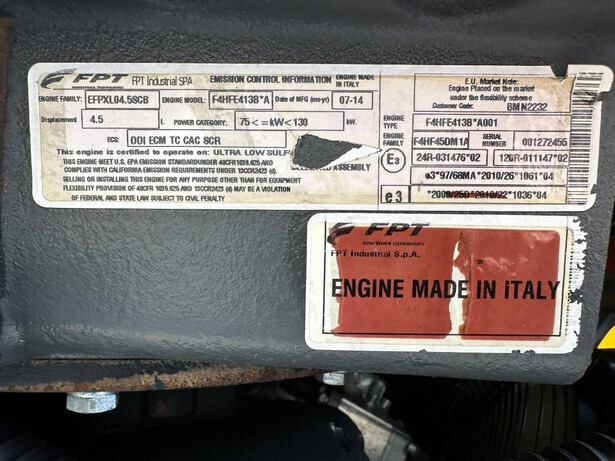 FPT FPT Industrial SPA EMISSION CONTROL INFORMATION ENGINE MADE IN ITALY
ENGINE FAMILY: EFPXL04.5SCB ENGINE MODEL: F4HFE413B*A Date of MFG (mo-yr) 07-14
Displacement 4.5 l. POWER CATEGORY: 75<=kW<130 kW.
ECS: DDI ECM TC CAC SCR
This engine is certified to operate on: ULTRA LOW SULFU
THIS ENGINE MEET U.S. EPA EMISSION STANDARDUNDER 40CFR 1039.625 AND
COMPLIES WITH CALIFORNIA EMISSION REQUIREMENTS UNDER 13CCR2423 (d).
SELLING OR INSTALLING THIS ENGINE FOR ANY PURPOSE OTHER THAN FOR EQUIPMENT
FLEXIBILITY PROVISION OF 40CFR 1039.625 AND 13CCR2423 (d) MAY BE A VIOLATION
OF FEDERAL AND STATE LAW SUBJECT TO CIVIL PENALTY
E.U. Market Note:
Engine Placed on the market
under the flexibility scheme
Customer Code: BMN2232
ENGINE TYPE F4HFE413B*A001
ENGINE FAMILY F4HF45DM1A SERIAL NUMBER 001272455
E3 24R-031476*02 120R-011147*02
e3*97/68MA*2010/26*1061*04
e3 *2010/22*1036*04
FPT
POWERTRAIN TECHNOLOGIES
FPT Industrial S.p.A.
ENGINE MADE IN ITALY